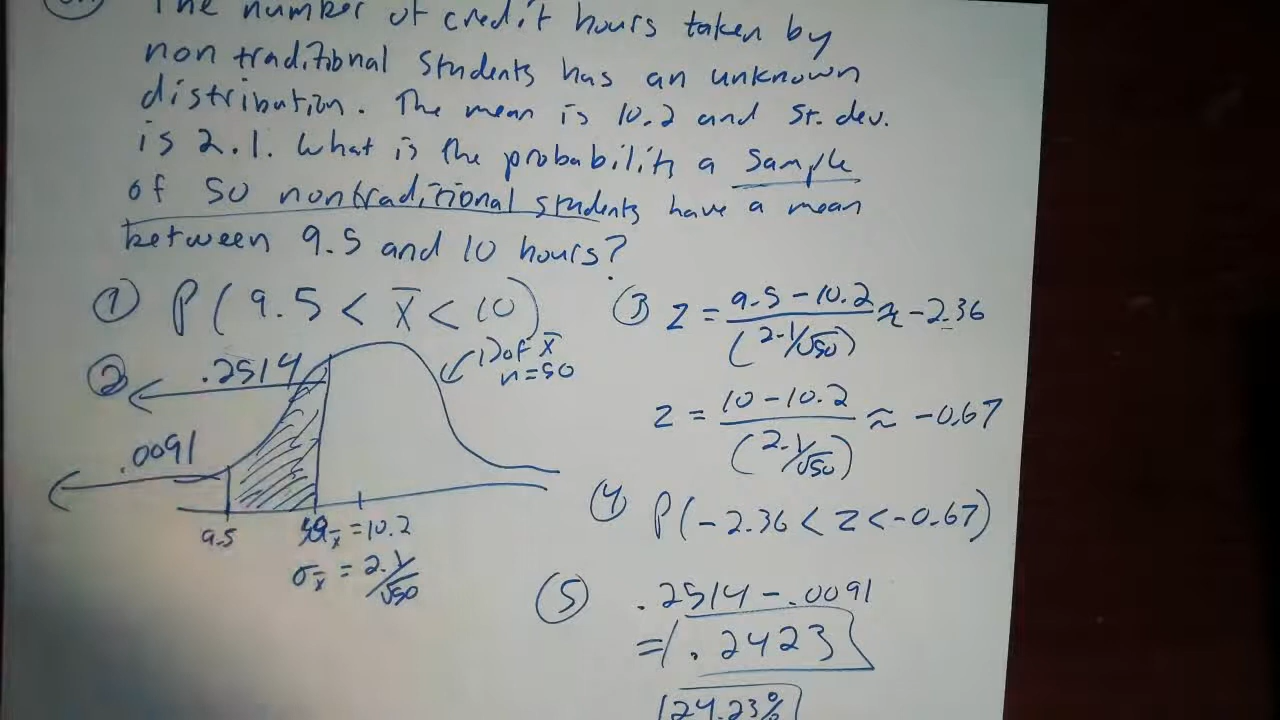 The number of credit hours taken by
non traditional students has an unknown
distribution. The mean is 10.2 and St. dev.
is 2.1. What is the probability a sample
of 50 nontraditional students have a mean
between 9.5 and 10 hours?
① P(9.5 < x̄ < 10)
② .2514
D of x̄
n=50
.0091
9.5
x̄ = 10.2
σx̄ = 2.1/√50
③ z = (9.5 - 10.2)/(2.1/√50) ≈ -2.36
z = (10 - 10.2)/(2.1/√50) ≈ -0.67
④ P(-2.36 < z < -0.67)
⑤ .2514 - .0091
= .2423
24.23%